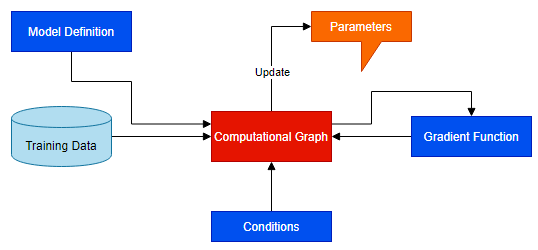 Model Definition
Parameters
Update
Training Data
Computational Graph
Gradient Function
Conditions